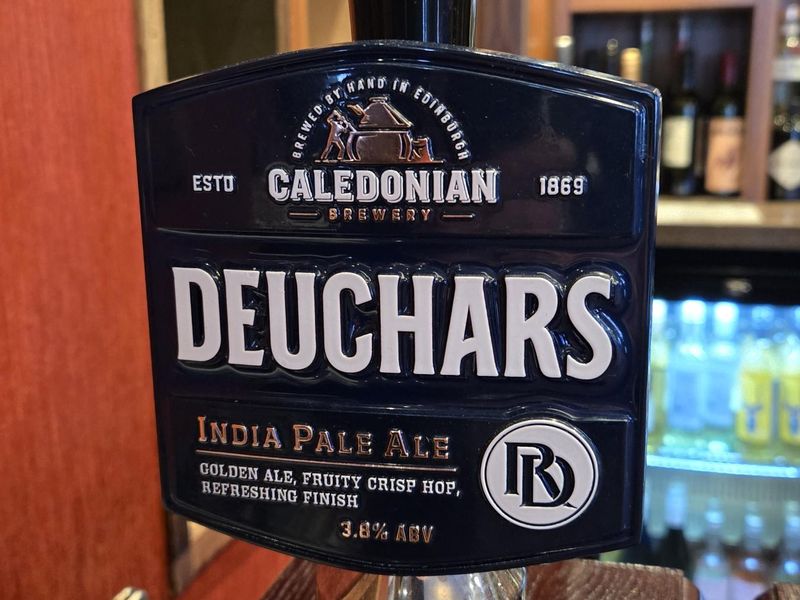 BREWED BY HAND IN EDINBURGH
ESTD 1869
CALEDONIAN
BREWERY
DEUCHARS
INDIA PALE ALE
GOLDEN ALE, FRUITY CRISP HOP,
REFRESHING FINISH
3.8% ABV
RD